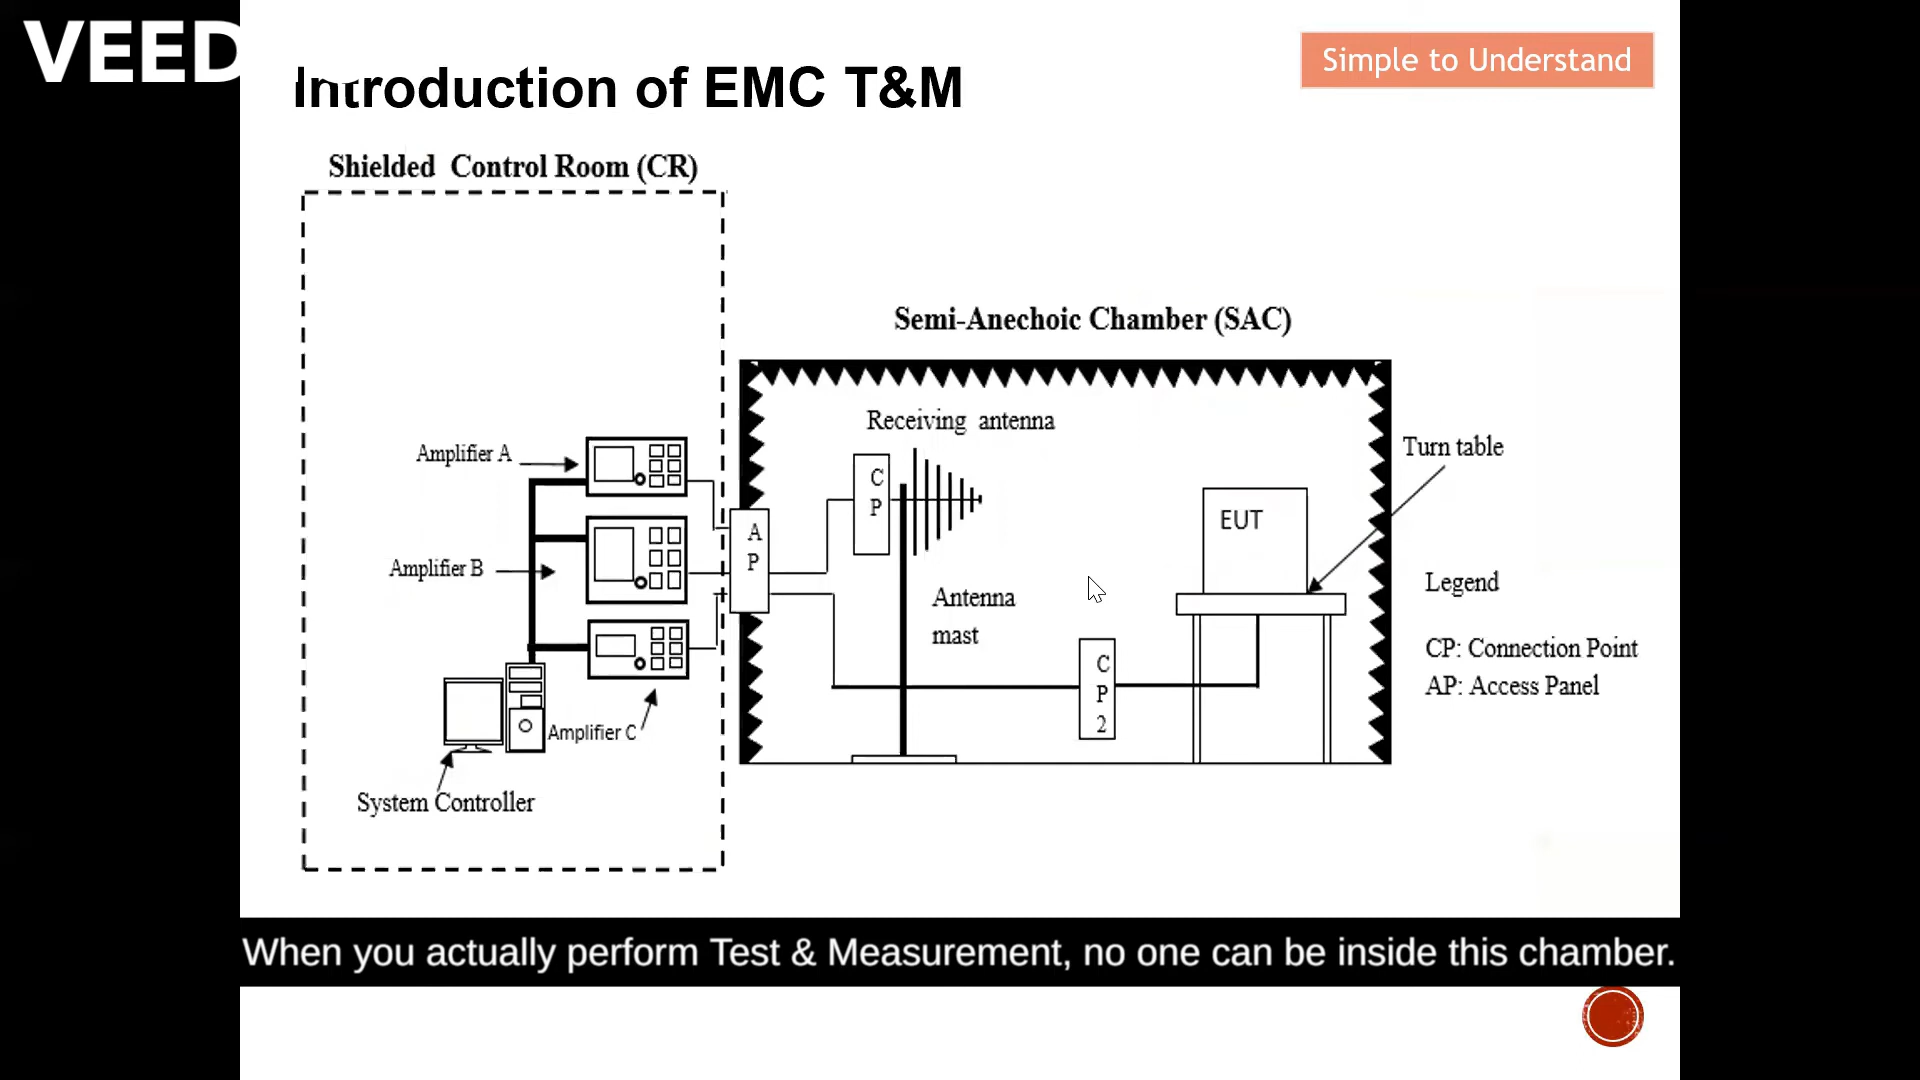 VEED
Introduction of EMC T&M
Simple to Understand
Shielded Control Room (CR)
Semi-Anechoic Chamber (SAC)
Receiving antenna
Turn table
Amplifier A
C
P
A
P
EUT
Amplifier B
Antenna
mast
Legend
CP: Connection Point
AP: Access Panel
C
P
2
Amplifier C
System Controller
When you actually perform Test & Measurement, no one can be inside this chamber.